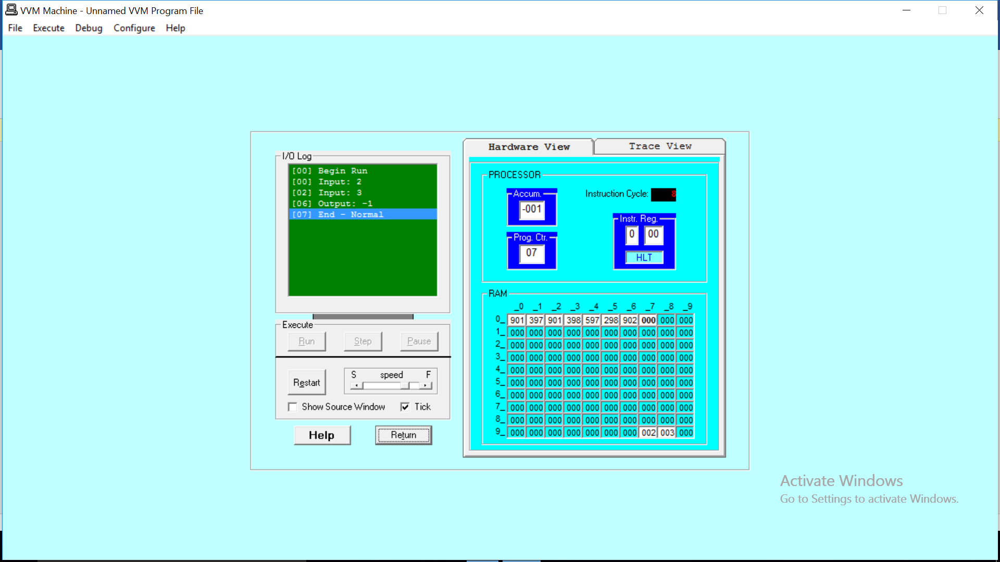 VVM Machine - Unnamed VVM Program File
File Execute Debug Configure Help
I/O Log
[00] Begin Run
[00] Input: 2
[02] Input: 3
[06] Output: -1
[07] End - Normal
Execute
Run Step Pause
Restart
S speed F
Show Source Window
Tick
Help
Return
Hardware View
Trace View
PROCESSOR
Accum.
-001
Instruction Cycle: 8
Prog. Ctr.
07
Instr. Reg.
0 00
HLT
RAM
_0 _1 _2 _3 _4 _5 _6 _7 _8 _9
0_ 901 397 901 398 597 298 902 000 000 000
1_ 000 000 000 000 000 000 000 000 000 000
2_ 000 000 000 000 000 000 000 000 000 000
3_ 000 000 000 000 000 000 000 000 000 000
4_ 000 000 000 000 000 000 000 000 000 000
5_ 000 000 000 000 000 000 000 000 000 000
6_ 000 000 000 000 000 000 000 000 000 000
7_ 000 000 000 000 000 000 000 000 000 000
8_ 000 000 000 000 000 000 000 000 000 000
9_ 000 000 000 000 000 000 000 002 003 000
Activate Windows
Go to Settings to activate Windows.